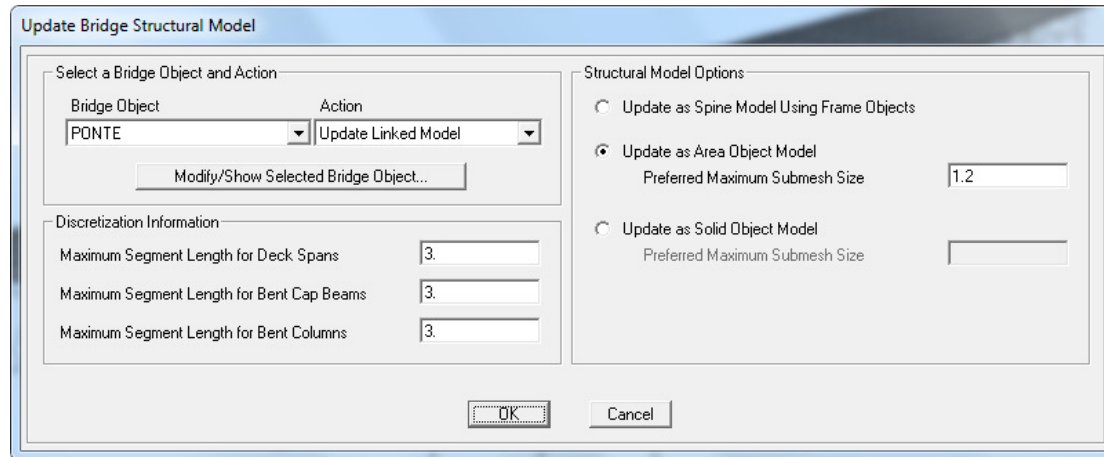 Update Bridge Structural Model
Select a Bridge Object and Action
Bridge Object
Action
PONTE
Update Linked Model
Modify/Show Selected Bridge Object...
Discretization Information
Maximum Segment Length for Deck Spans
3.
Maximum Segment Length for Bent Cap Beams
3.
Maximum Segment Length for Bent Columns
3.
Structural Model Options
Update as Spine Model Using Frame Objects
Update as Area Object Model
Preferred Maximum Submesh Size
1.2
Update as Solid Object Model
Preferred Maximum Submesh Size
OK
Cancel